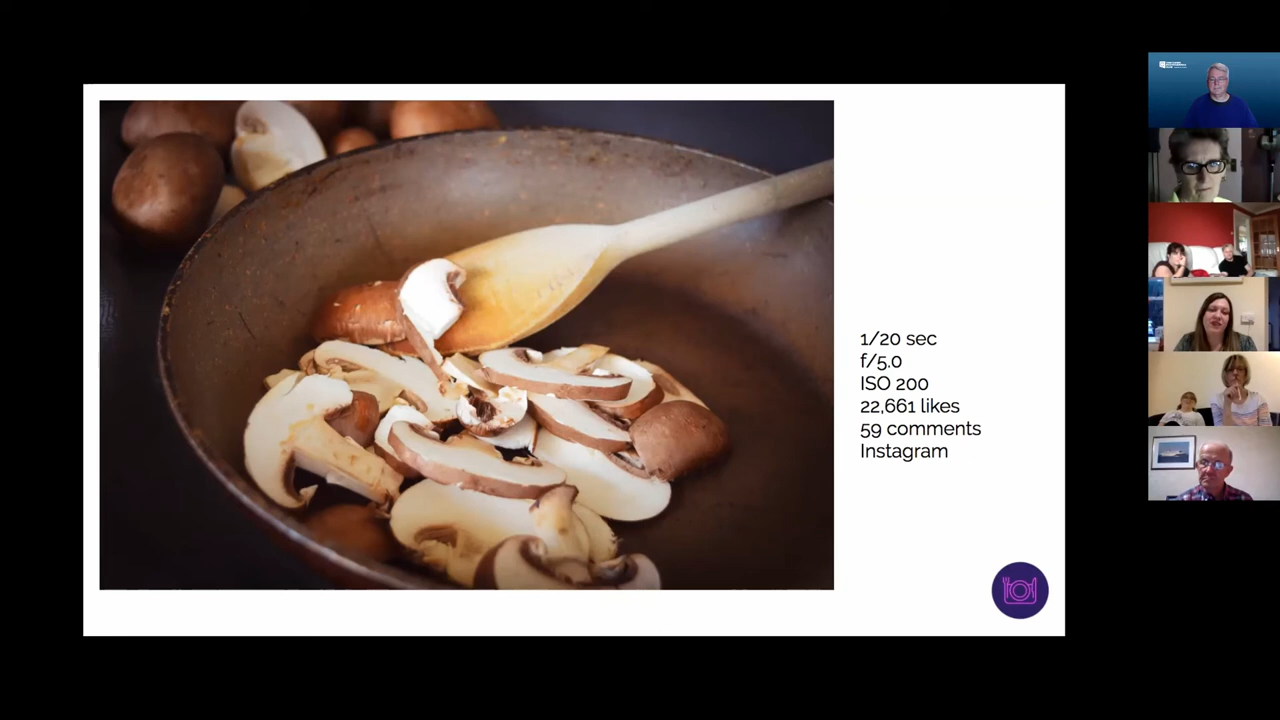 1/20 sec
f/5.0
ISO 200
22,661 likes
59 comments
Instagram